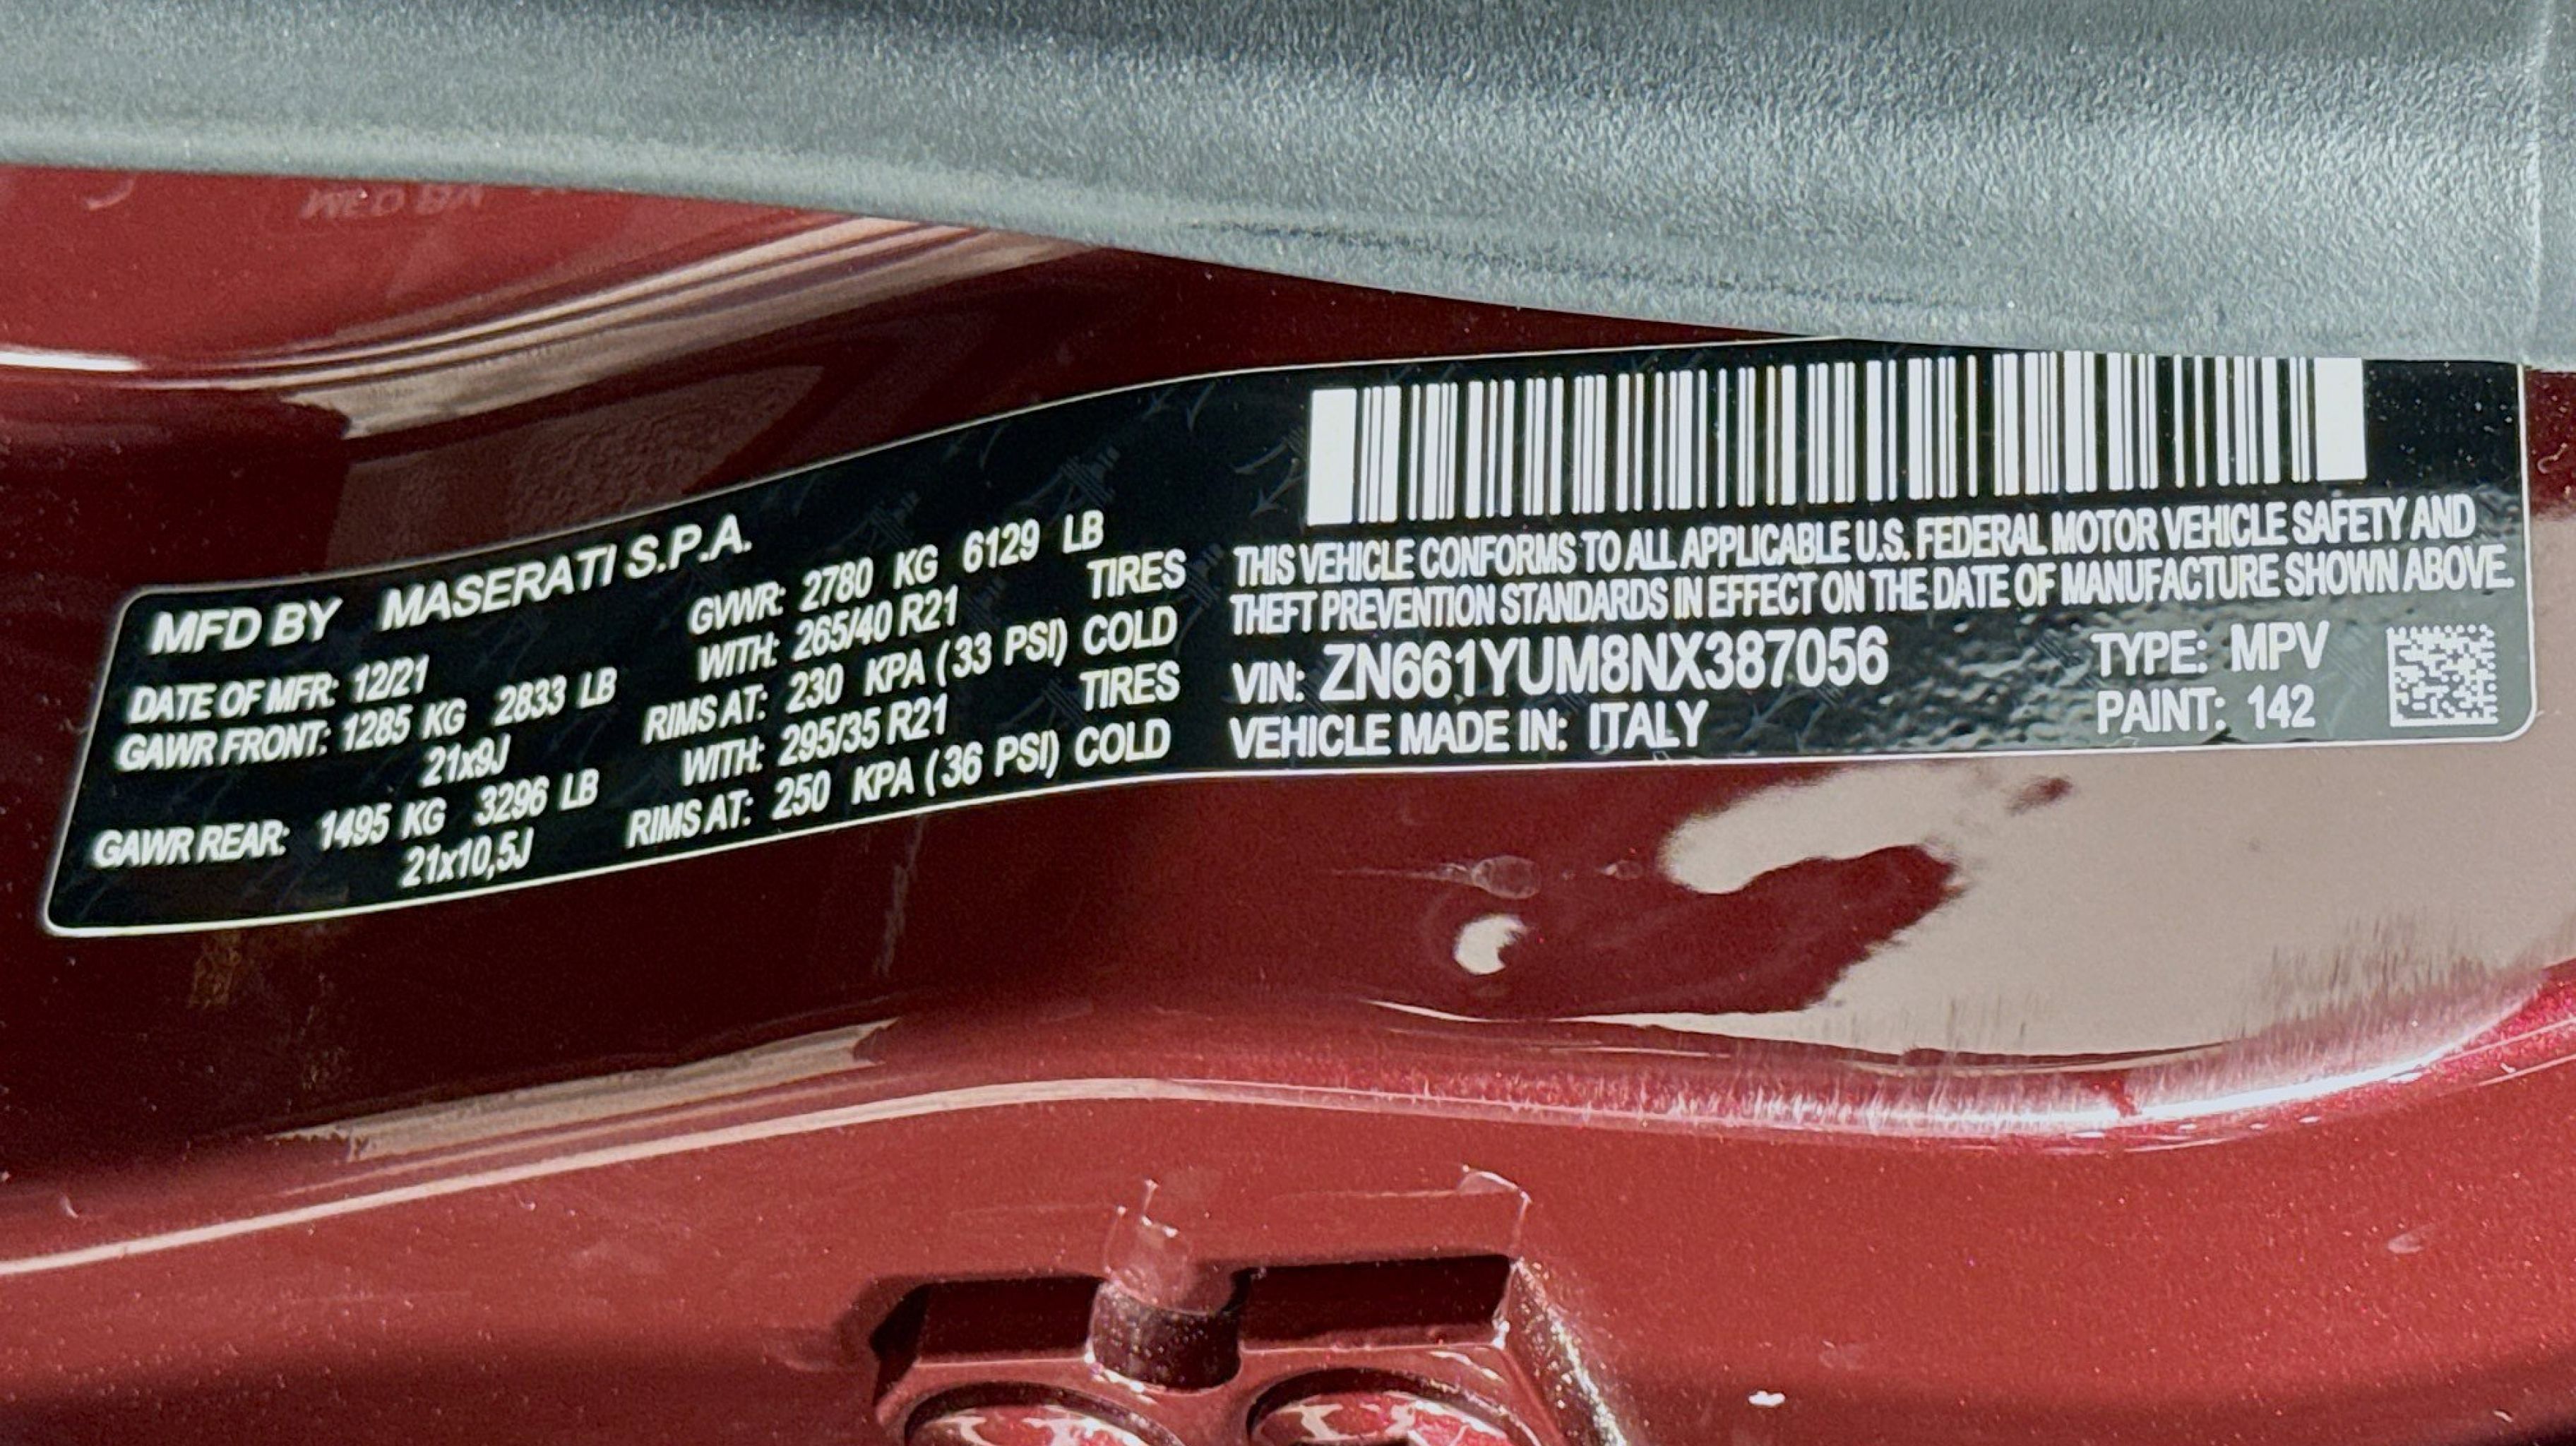 MFD BY MASERATI S.P.A.
DATE OF MFR: 12/21 GVWR: 2780 KG 6129 LB
GAWR FRONT: 1285 KG 2833 LB WITH: 265/40 R21 TIRES
21x9J RIMS AT: 230 KPA (33 PSI) COLD
GAWR REAR: 1495 KG 3296 LB WITH: 295/35 R21 TIRES
21x10,5J RIMS AT: 250 KPA (36 PSI) COLD
THIS VEHICLE CONFORMS TO ALL APPLICABLE U.S. FEDERAL MOTOR VEHICLE SAFETY AND
THEFT PREVENTION STANDARDS IN EFFECT ON THE DATE OF MANUFACTURE SHOWN ABOVE.
VIN: ZN661YUM8NX387056 TYPE: MPV
VEHICLE MADE IN: ITALY PAINT: 142